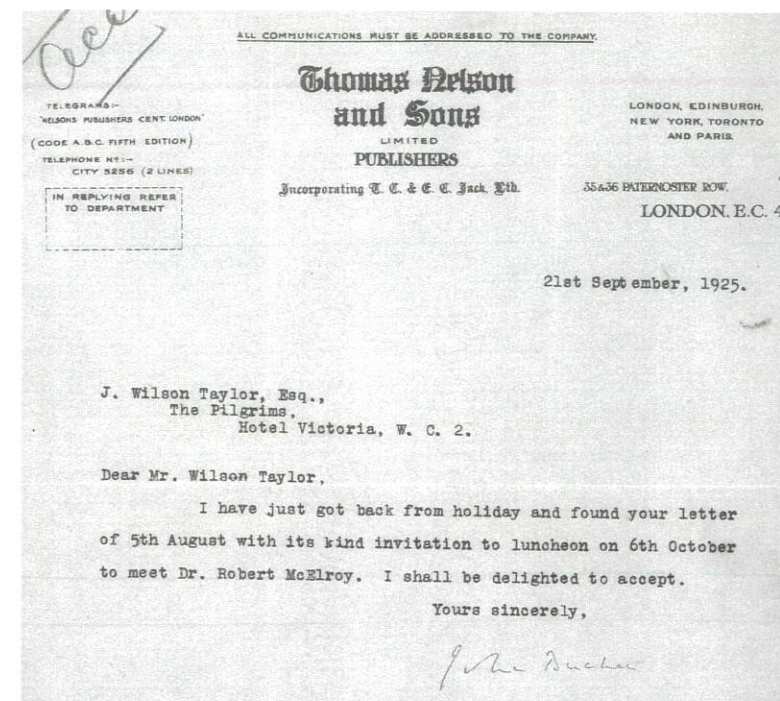 Acc
ALL COMMUNICATIONS MUST BE ADDRESSED TO THE COMPANY.
TELEGRAMS:-
"NELSONS PUBLISHERS CENT. LONDON"
(CODE A.B.C. FIFTH EDITION)
TELEPHONE Nº:-
CITY 5256 (2 LINES)
IN REPLYING REFER
TO DEPARTMENT
Thomas Nelson
and Sons
LIMITED
PUBLISHERS
Incorporating T. C. & E. C. Jack, Ltd.
LONDON, EDINBURGH,
NEW YORK, TORONTO
AND PARIS.
35&36 PATERNOSTER ROW.
LONDON. E.C. 4
21st September, 1925.
J. Wilson Taylor, Esq.,
The Pilgrims,
Hotel Victoria, W. C. 2.
Dear Mr. Wilson Taylor,
I have just got back from holiday and found your letter
of 5th August with its kind invitation to luncheon on 6th October
to meet Dr. Robert McElroy. I shall be delighted to accept.
Yours sincerely,
John Buchan